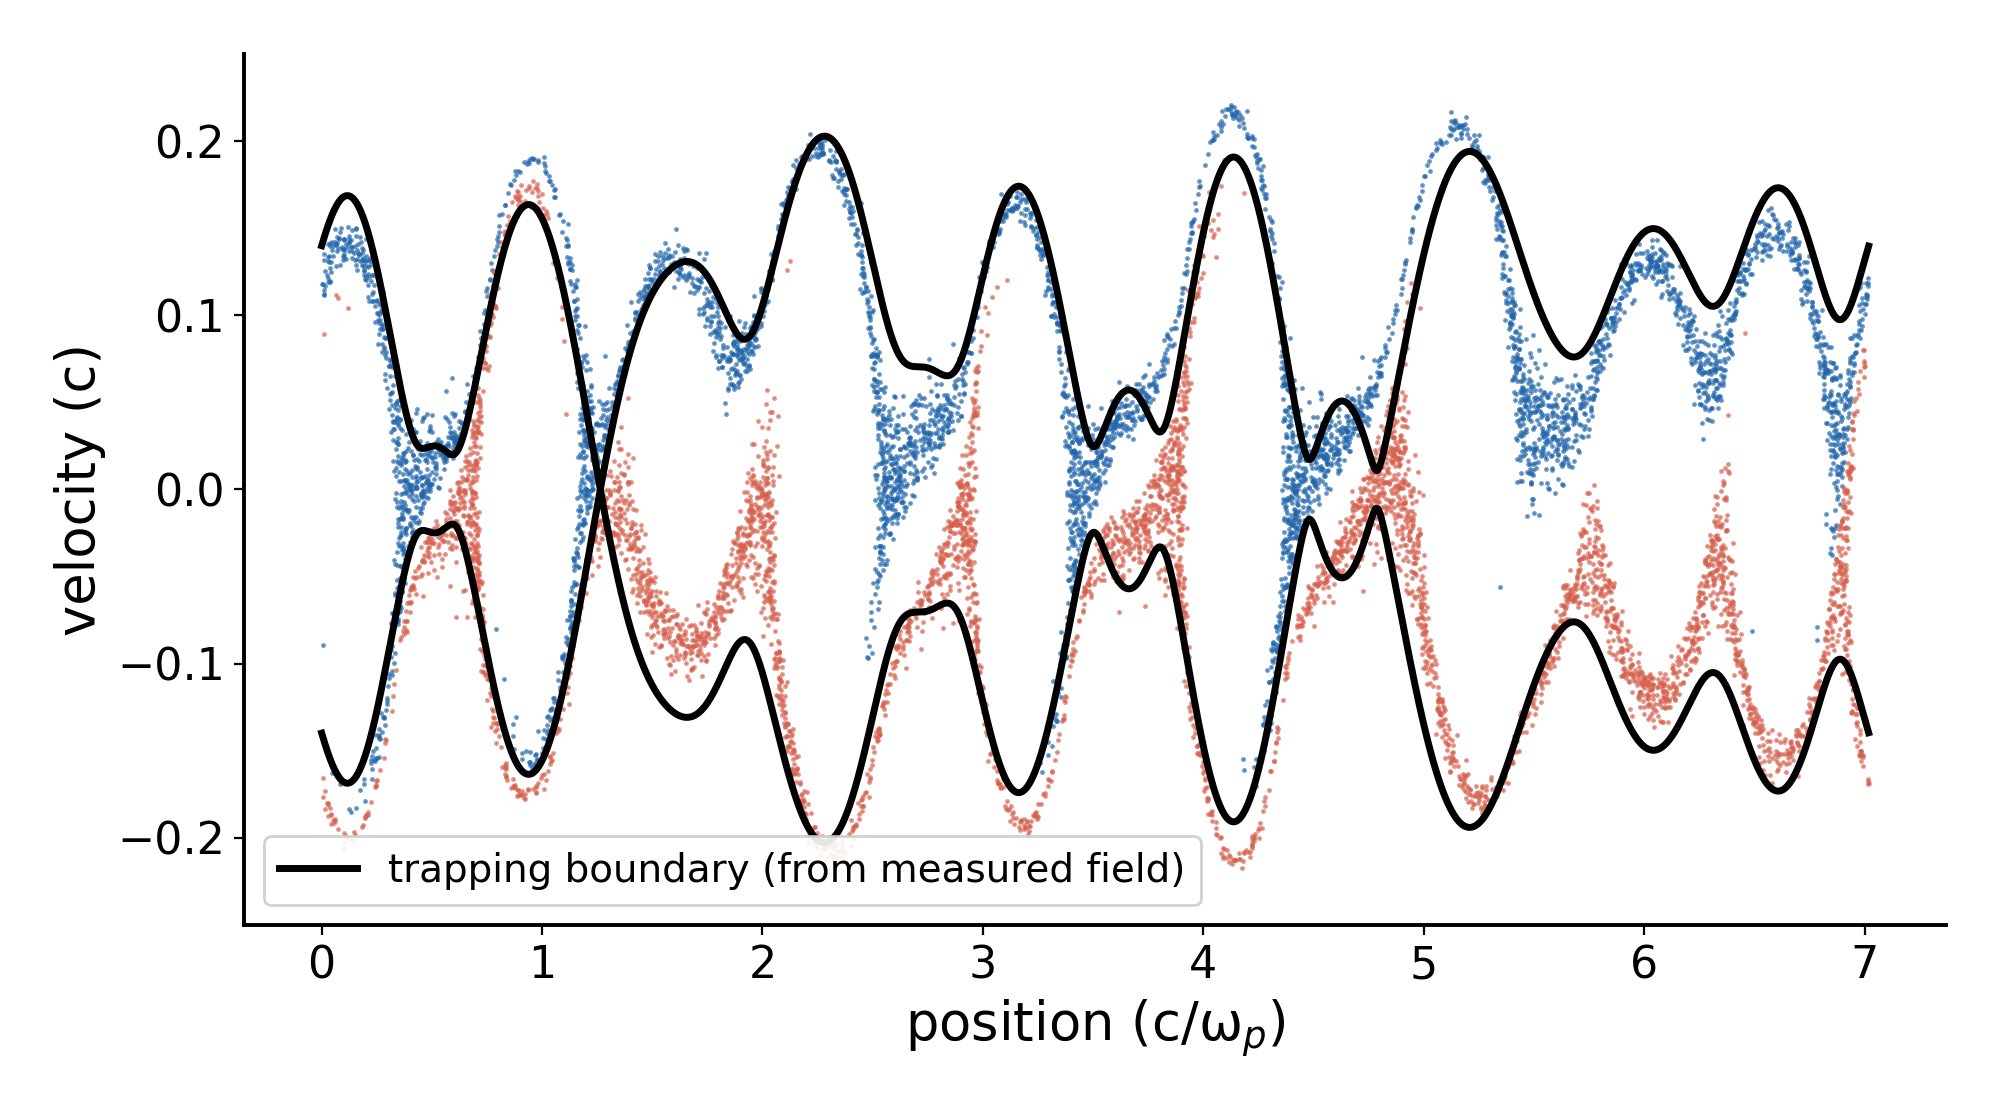 velocity (c)
0.2
0.1
0.0
−0.1
−0.2
trapping boundary (from measured field)
0 1 2 3 4 5 6 7
position (c/ωₚ)